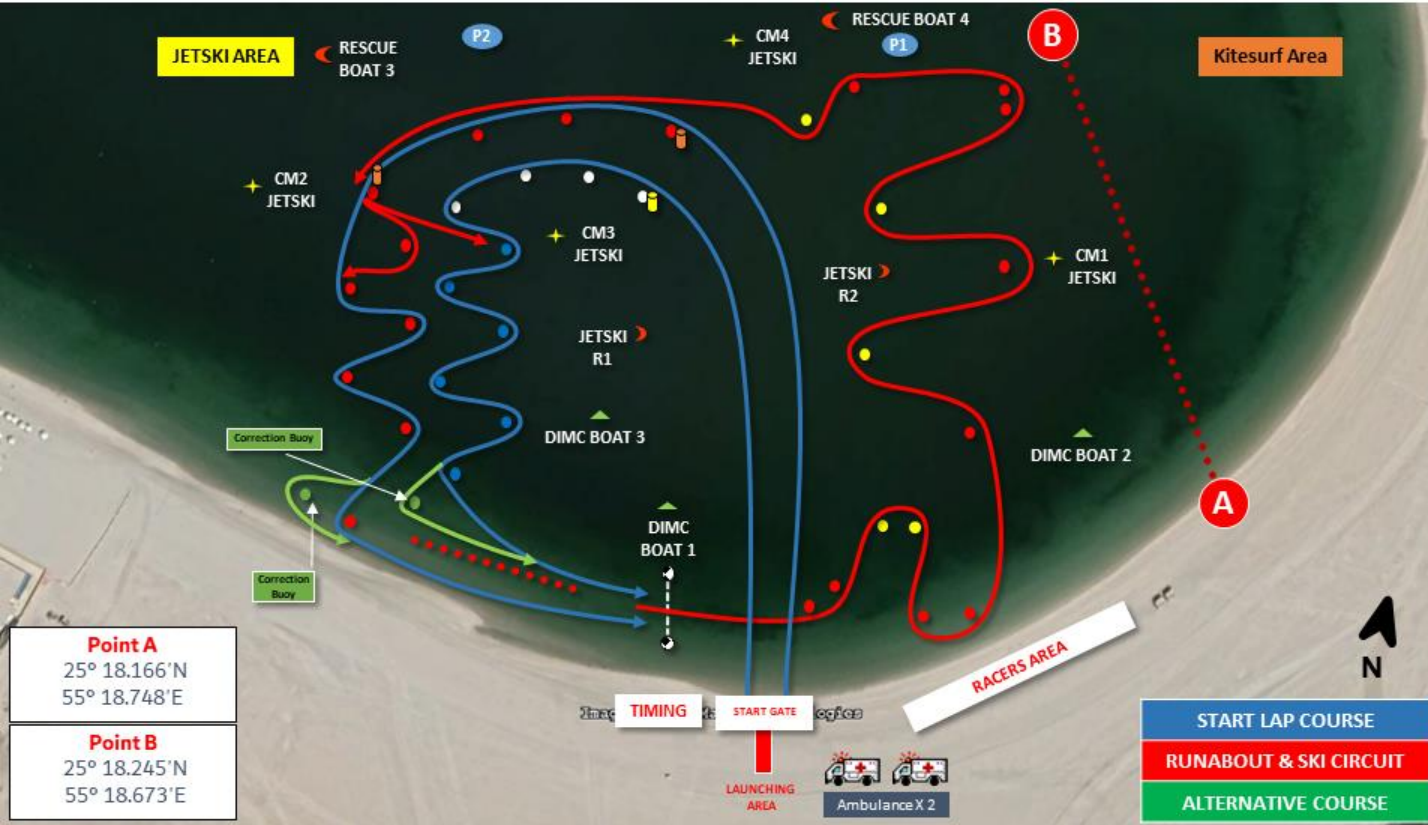 JETSKI AREA
RESCUE
BOAT 3
P2
CM4
JETSKI
RESCUE BOAT 4
P1
B
Kitesurf Area
CM2
JETSKI
CM3
JETSKI
JETSKI
R2
CM1
JETSKI
JETSKI
R1
Correction Buoy
DIMC BOAT 3
DIMC BOAT 2
A
DIMC
BOAT 1
Correction
Buoy
Point A
25° 18.166'N
55° 18.748'E
Point B
25° 18.245'N
55° 18.673'E
RACERS AREA
N
TIMING
START GATE
LAUNCHING
AREA
Ambulance X 2
START LAP COURSE
RUNABOUT & SKI CIRCUIT
ALTERNATIVE COURSE